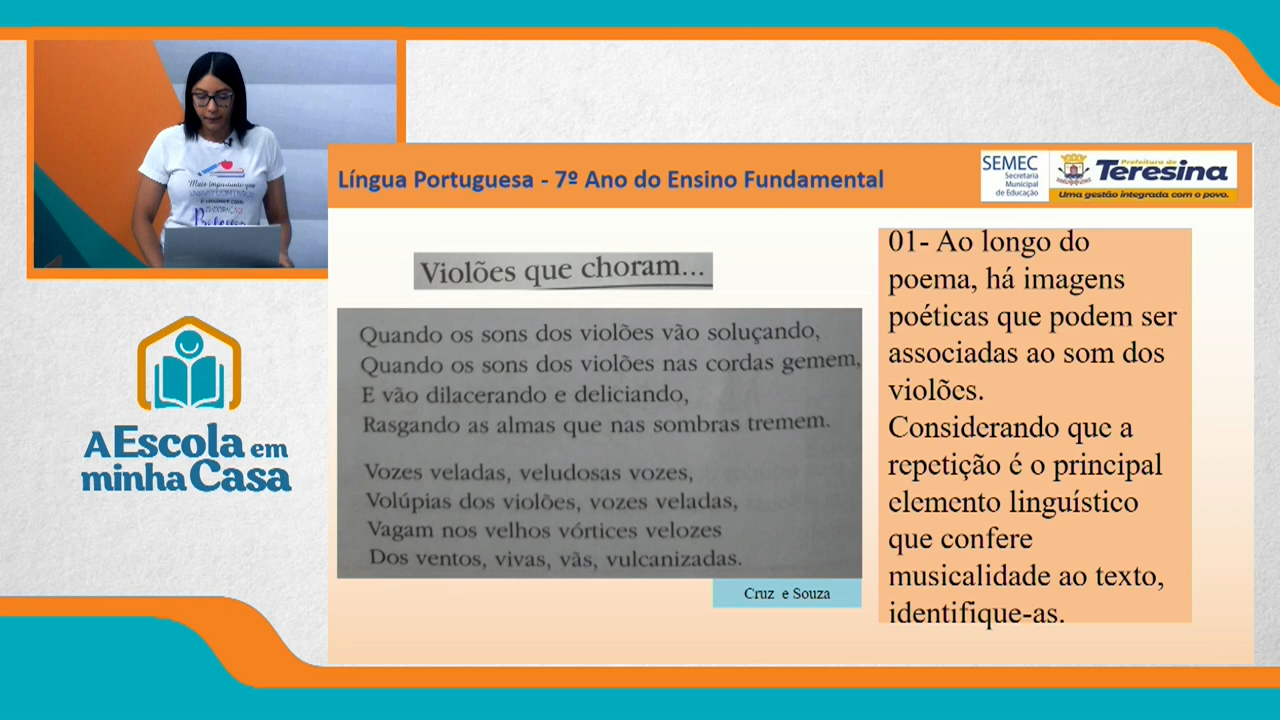 Língua Portuguesa - 7º Ano do Ensino Fundamental
SEMEC
Secretaria
Municipal
de Educação
Prefeitura de
Teresina
Uma gestão integrada com o povo.
Mais importante que
Professor
A Escola em
minha Casa
Violões que choram...
Quando os sons dos violões vão soluçando,
Quando os sons dos violões nas cordas gemem,
E vão dilacerando e deliciando,
Rasgando as almas que nas sombras tremem.
Vozes veladas, veludosas vozes,
Volúpias dos violões, vozes veladas,
Vagam nos velhos vórtices velozes
Dos ventos, vivas, vãs, vulcanizadas.
Cruz e Souza
01- Ao longo do
poema, há imagens
poéticas que podem ser
associadas ao som dos
violões.
Considerando que a
repetição é o principal
elemento linguístico
que confere
musicalidade ao texto,
identifique-as.